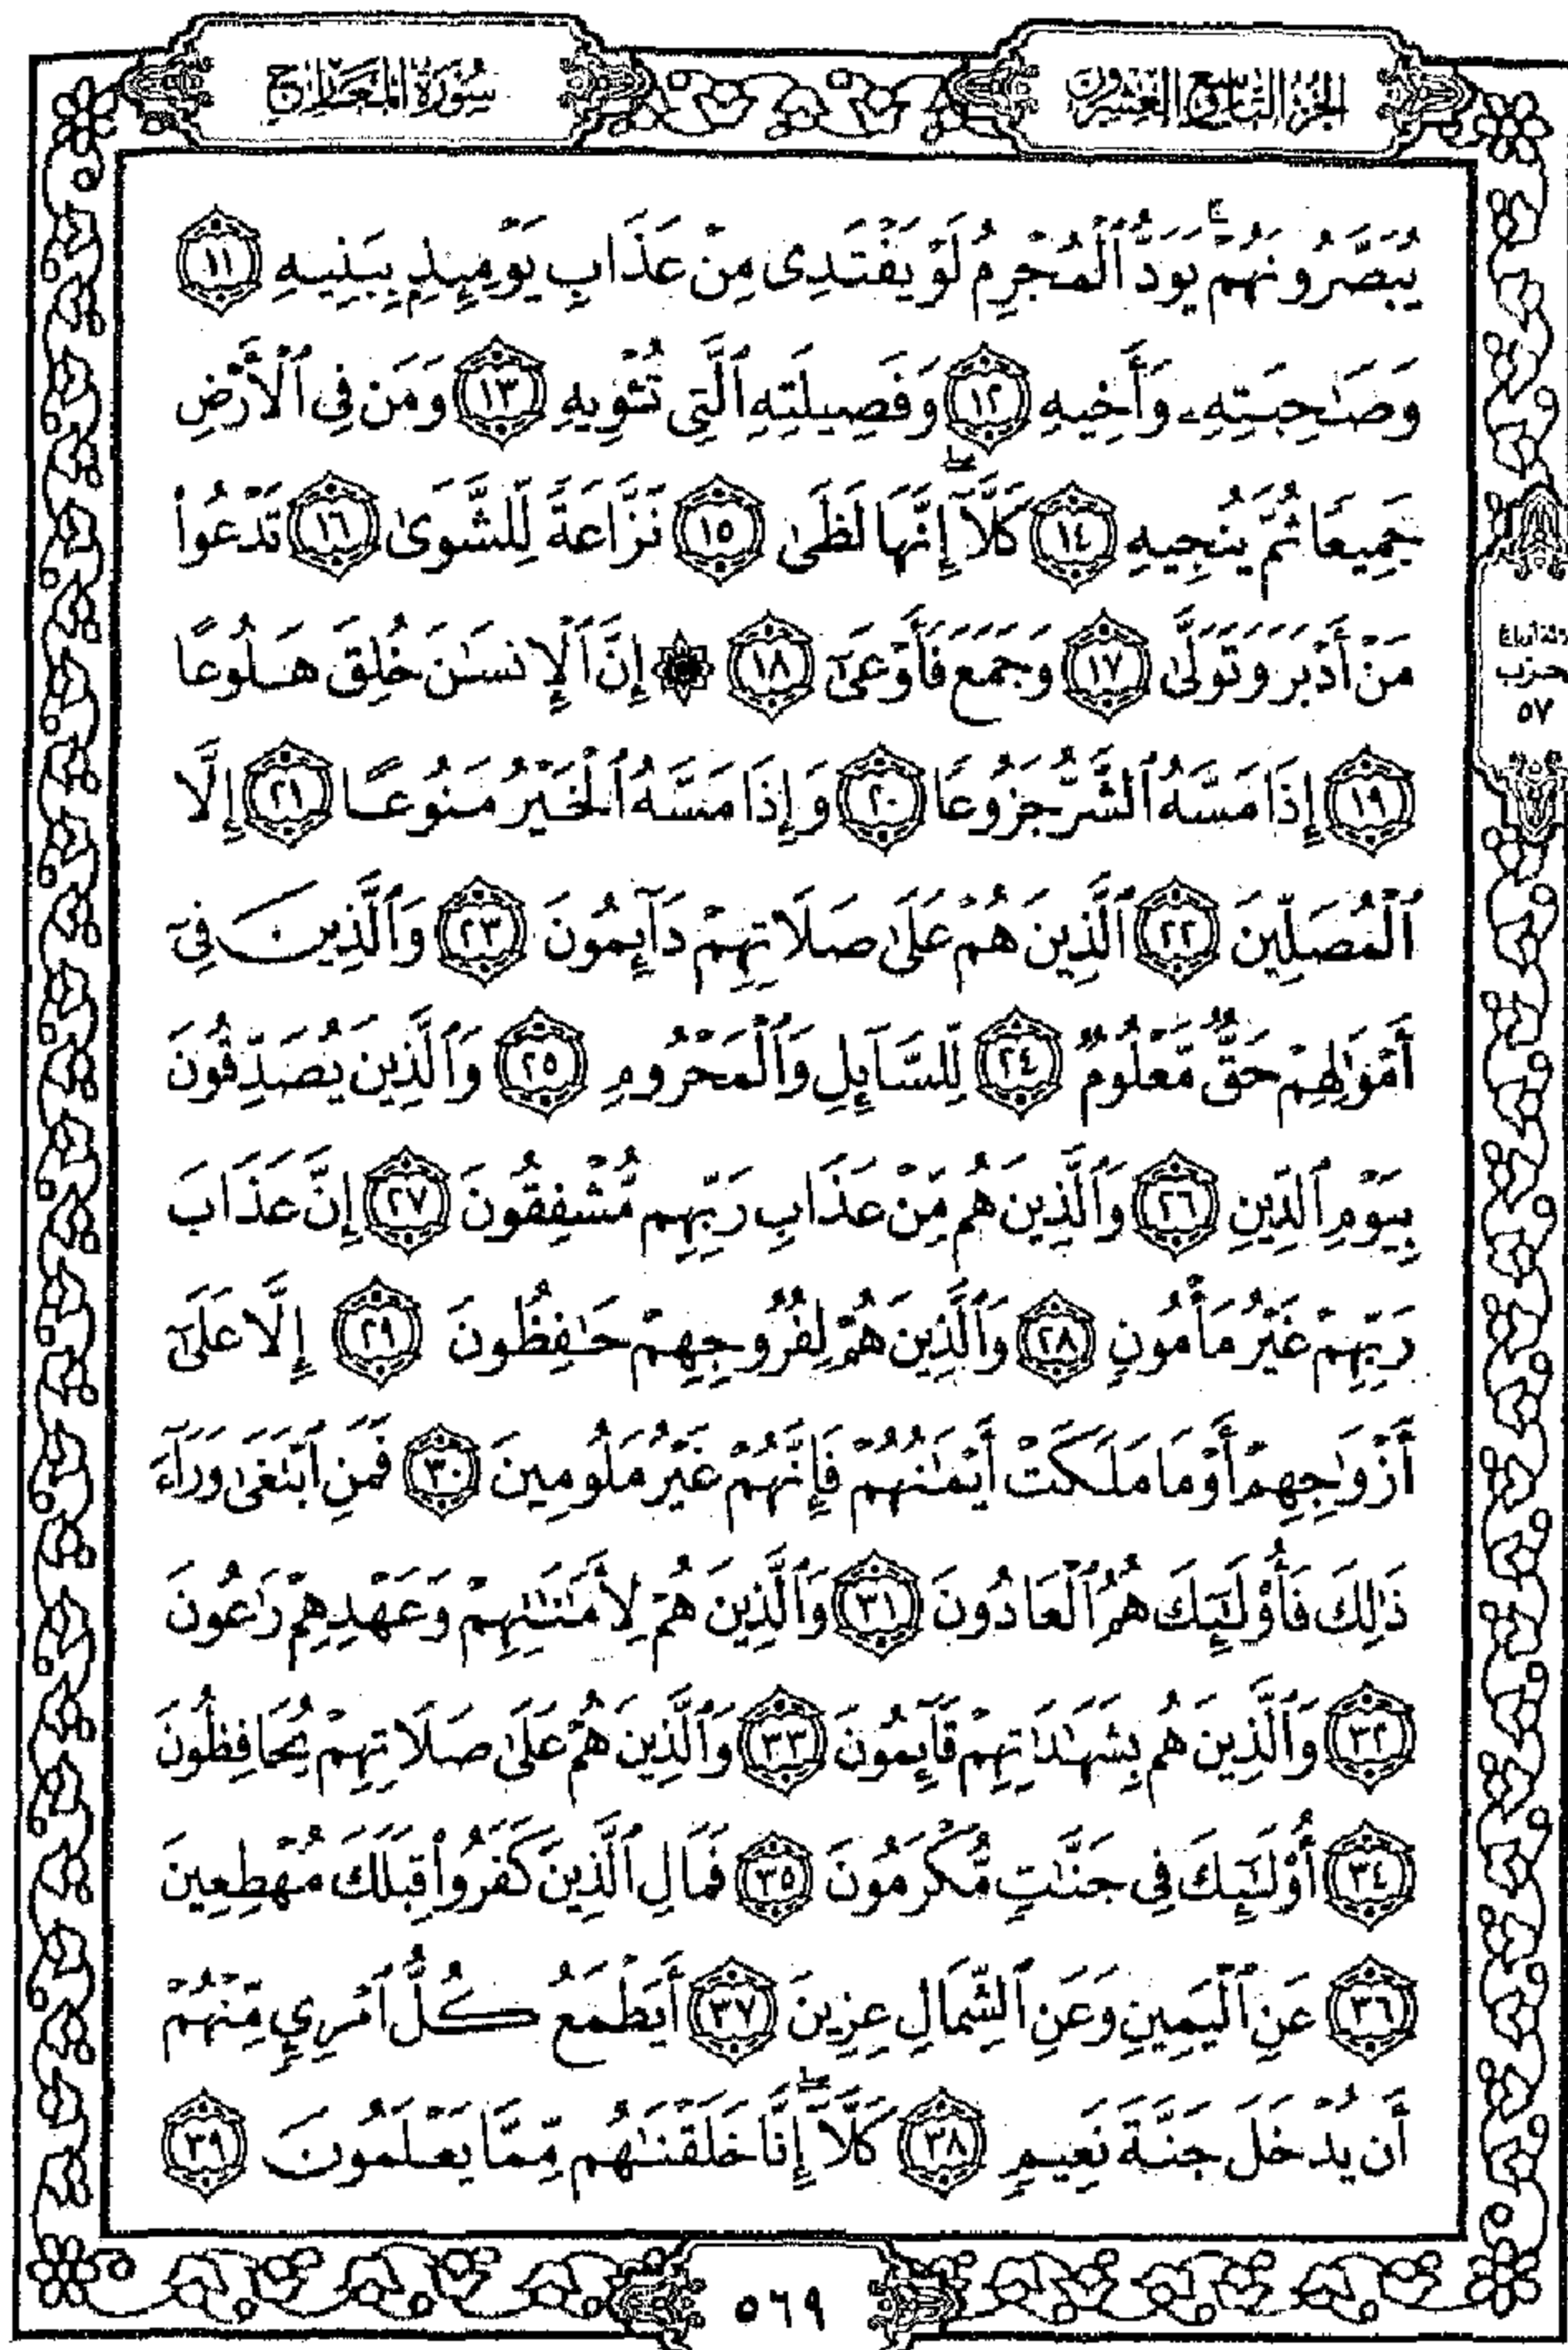 الجزء التاسع والعشرون
سورة المعارج
يُبَصَّرُونَهُمْ ۚ يَوَدُّ ٱلْمُجْرِمُ لَوْ يَفْتَدِى مِنْ عَذَابِ يَوْمِئِذٍۭ بِبَنِيهِ ١١
وَصَٰحِبَتِهِۦ وَأَخِيهِ ١٢ وَفَصِيلَتِهِ ٱلَّتِى تُـْٔوِيهِ ١٣ وَمَن فِى ٱلْأَرْضِ
جَمِيعًا ثُمَّ يُنجِيهِ ١٤ كَلَّآ ۖ إِنَّهَا لَظَىٰ ١٥ نَزَّاعَةً لِّلشَّوَىٰ ١٦ تَدْعُوا۟
مَنْ أَدْبَرَ وَتَوَلَّىٰ ١٧ وَجَمَعَ فَأَوْعَىٰٓ ١٨ ۞ إِنَّ ٱلْإِنسَٰنَ خُلِقَ هَلُوعًا
١٩ إِذَا مَسَّهُ ٱلشَّرُّ جَزُوعًا ٢٠ وَإِذَا مَسَّهُ ٱلْخَيْرُ مَنُوعًا ٢١ إِلَّا
ٱلْمُصَلِّينَ ٢٢ ٱلَّذِينَ هُمْ عَلَىٰ صَلَاتِهِمْ دَآئِمُونَ ٢٣ وَٱلَّذِينَ فِىٓ
أَمْوَٰلِهِمْ حَقٌّ مَّعْلُومٌ ٢٤ لِّلسَّآئِلِ وَٱلْمَحْرُومِ ٢٥ وَٱلَّذِينَ يُصَدِّقُونَ
بِيَوْمِ ٱلدِّينِ ٢٦ وَٱلَّذِينَ هُم مِّنْ عَذَابِ رَبِّهِم مُّشْفِقُونَ ٢٧ إِنَّ عَذَابَ
رَبِّهِمْ غَيْرُ مَأْمُونٍ ٢٨ وَٱلَّذِينَ هُمْ لِفُرُوجِهِمْ حَٰفِظُونَ ٢٩ إِلَّا عَلَىٰٓ
أَزْوَٰجِهِمْ أَوْ مَا مَلَكَتْ أَيْمَٰنُهُمْ فَإِنَّهُمْ غَيْرُ مَلُومِينَ ٣٠ فَمَنِ ٱبْتَغَىٰ وَرَآءَ
ذَٰلِكَ فَأُو۟لَٰٓئِكَ هُمُ ٱلْعَادُونَ ٣١ وَٱلَّذِينَ هُمْ لِأَمَٰنَٰتِهِمْ وَعَهْدِهِمْ رَٰعُونَ
٣٢ وَٱلَّذِينَ هُم بِشَهَٰدَٰتِهِمْ قَآئِمُونَ ٣٣ وَٱلَّذِينَ هُمْ عَلَىٰ صَلَاتِهِمْ يُحَافِظُونَ
٣٤ أُو۟لَٰٓئِكَ فِى جَنَّٰتٍ مُّكْرَمُونَ ٣٥ فَمَالِ ٱلَّذِينَ كَفَرُوا۟ قِبَلَكَ مُهْطِعِينَ
٣٦ عَنِ ٱلْيَمِينِ وَعَنِ ٱلشِّمَالِ عِزِينَ ٣٧ أَيَطْمَعُ كُلُّ ٱمْرِئٍ مِّنْهُمْ
أَن يُدْخَلَ جَنَّةَ نَعِيمٍ ٣٨ كَلَّآ ۖ إِنَّا خَلَقْنَٰهُم مِّمَّا يَعْلَمُونَ ٣٩
ثلاثة أرباع
حزب
٥٧
٥٦٩